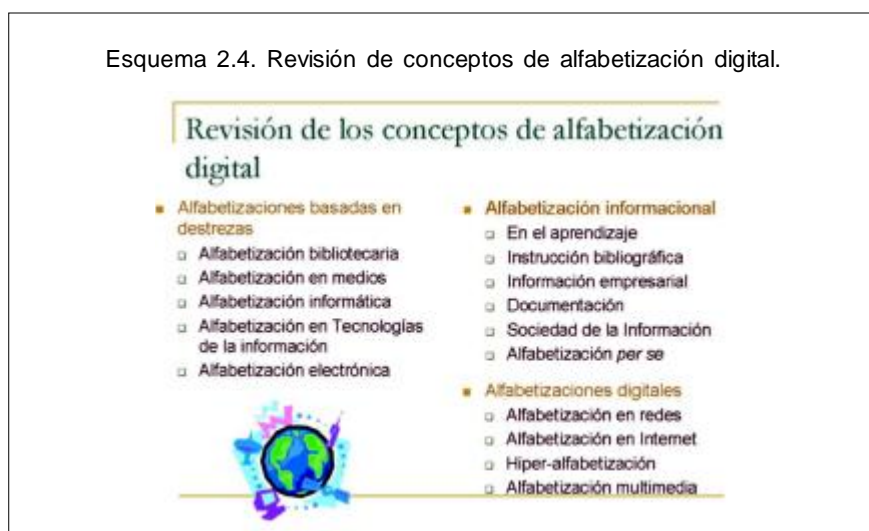 Esquema 2.4. Revisión de conceptos de alfabetización digital.
Revisión de los conceptos de alfabetización
digital
Alfabetizaciones basadas en
destrezas
Alfabetización bibliotecaria
Alfabetización en medios
Alfabetización informática
Alfabetización en Tecnologías
de la información
Alfabetización electrónica
Alfabetización informacional
En el aprendizaje
Instrucción bibliográfica
Información empresarial
Documentación
Sociedad de la Información
Alfabetización per se
Alfabetizaciones digitales
Alfabetización en redes
Alfabetización en Internet
Hiper-alfabetización
Alfabetización multimedia